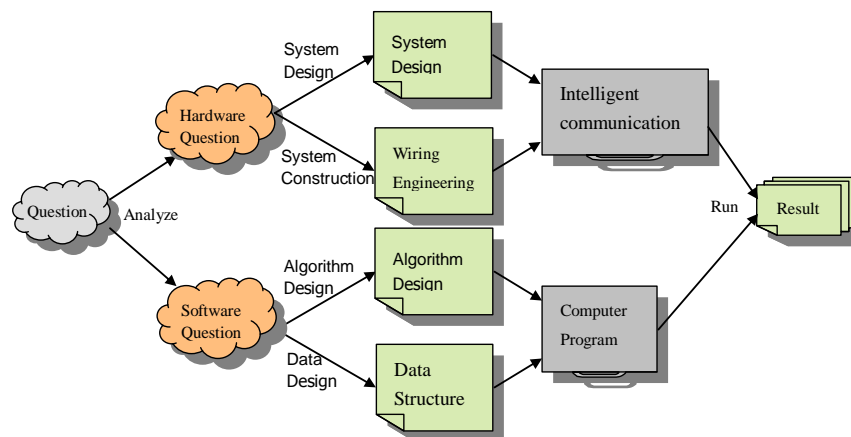 System
Design
System
Design
Intelligent
communication
Hardware
Question
System
Construction
Wiring
Engineering
Question
Analyze
Run
Result
Algorithm
Design
Algorithm
Design
Software
Question
Computer
Program
Data
Design
Data
Structure